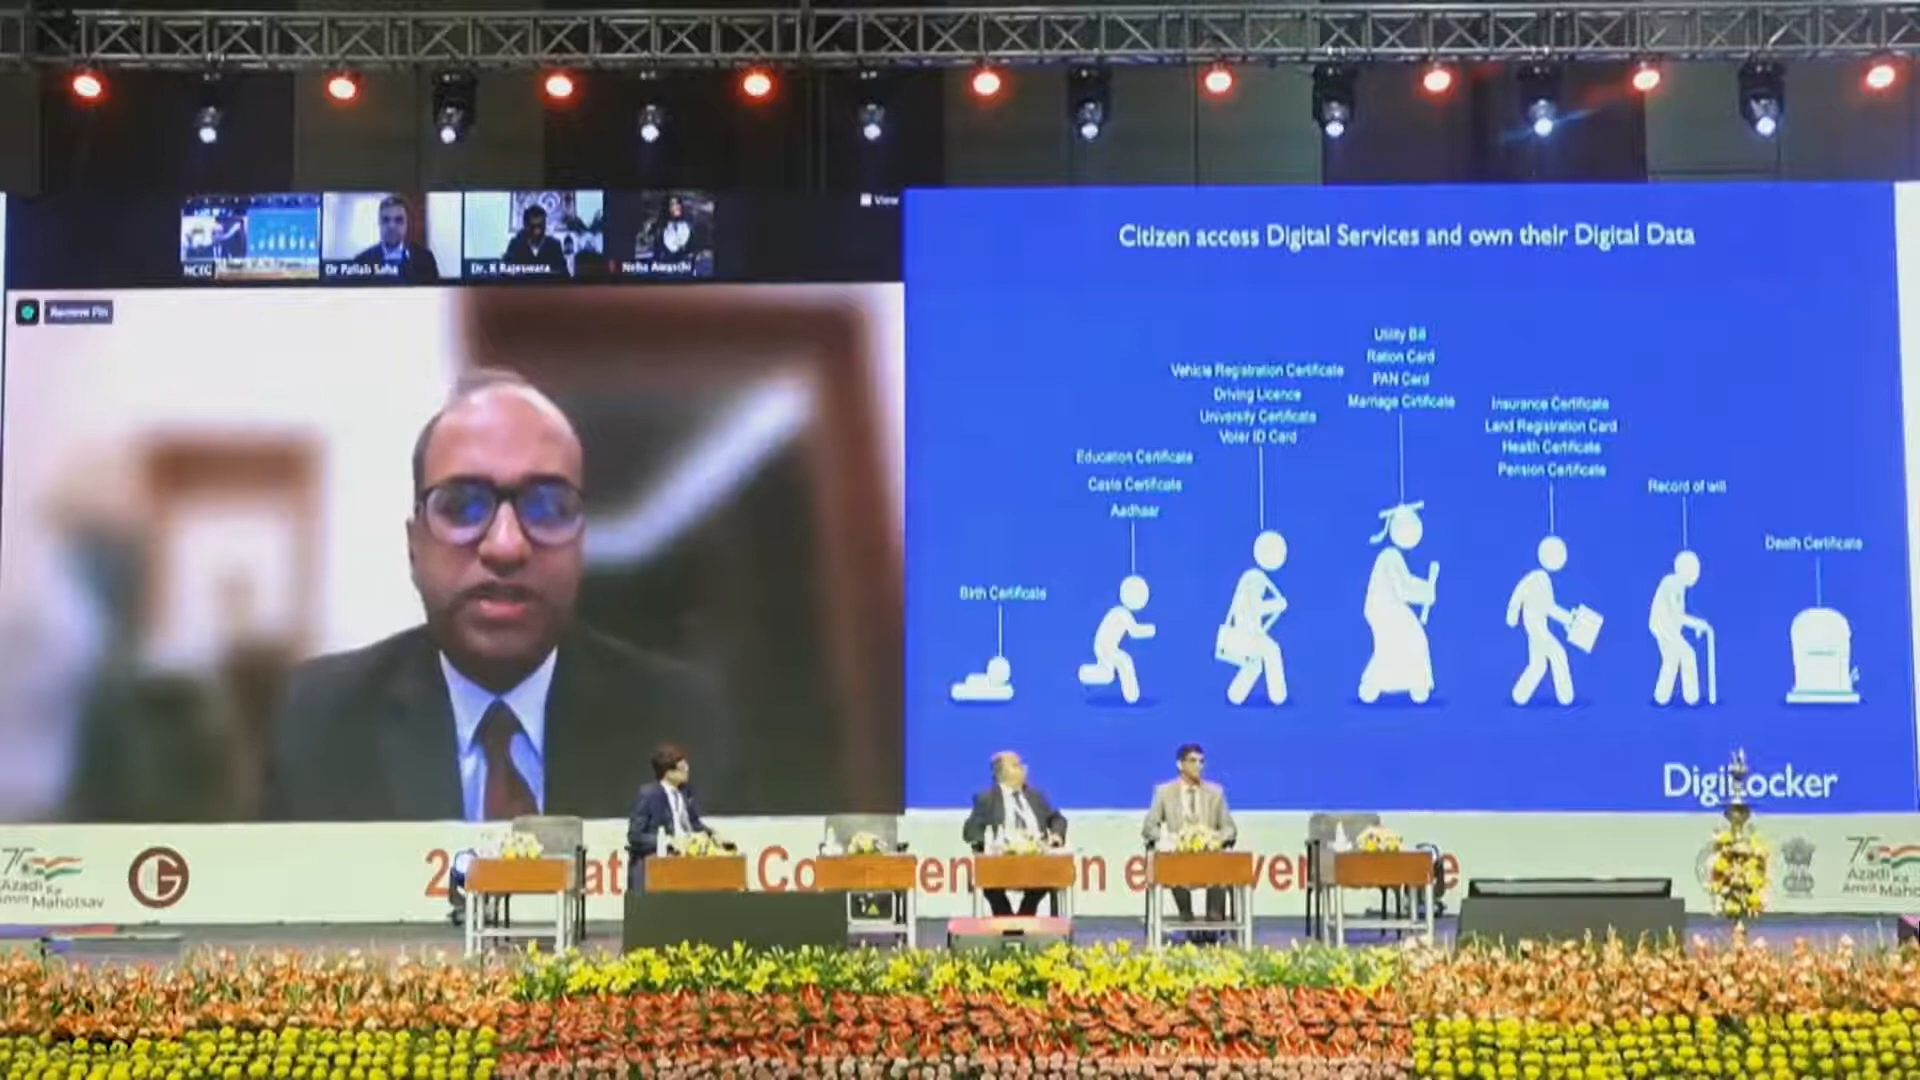 View
NCEG
Dr Pallab Saha
Dr. K Rajeswara
Neha Awasthi
Remove Pin
Citizen access Digital Services and own their Digital Data
Utility Bill
Ration Card
PAN Card
Marriage Cirtificate
Vehicle Registration Certificate
Driving Licence
University Certificate
Voter ID Card
Insurance Certificate
Land Registration Card
Health Certificate
Pension Certificate
Education Certificate
Caste Certificate
Aadhaar
Record of will
Death Certificate
Birth Certificate
DigiLocker
75
Azadi Ka
Amrit Mahotsav
75
Azadi Ka